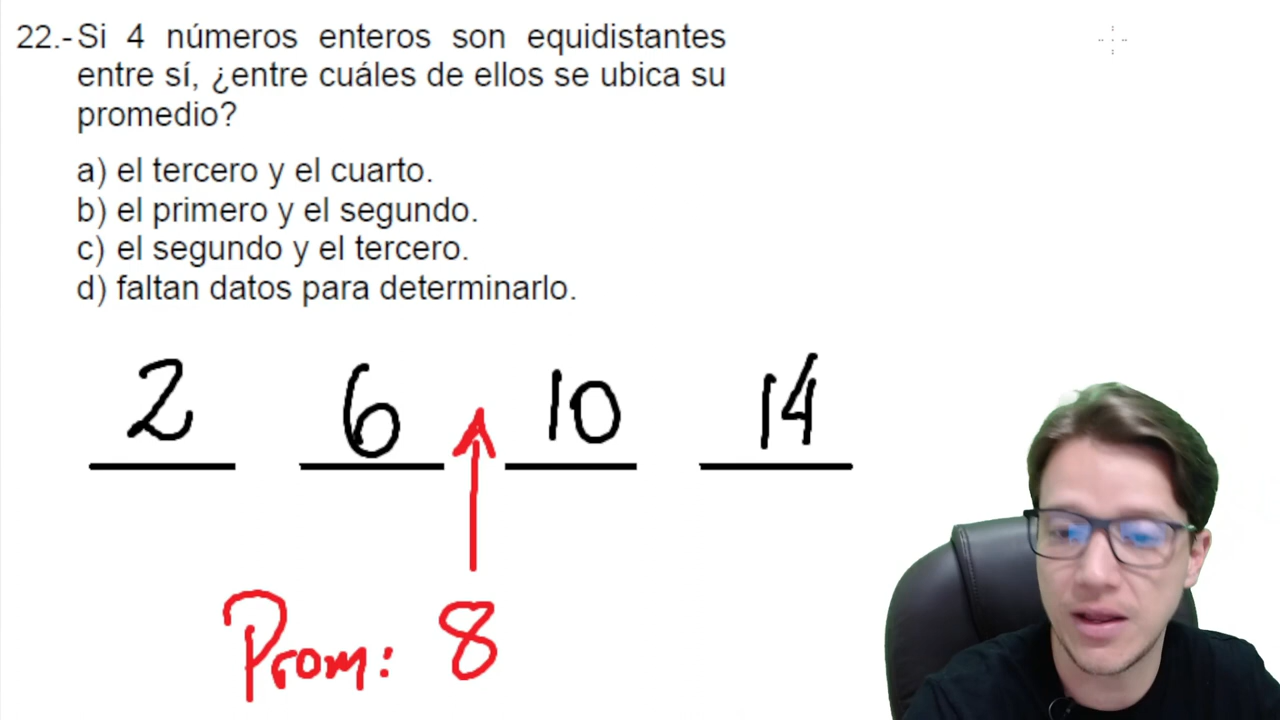 22.-Si 4 números enteros son equidistantes
entre sí, ¿entre cuáles de ellos se ubica su
promedio?
a) el tercero y el cuarto.
b) el primero y el segundo.
c) el segundo y el tercero.
d) faltan datos para determinarlo.
2 6 10 14
Prom: 8